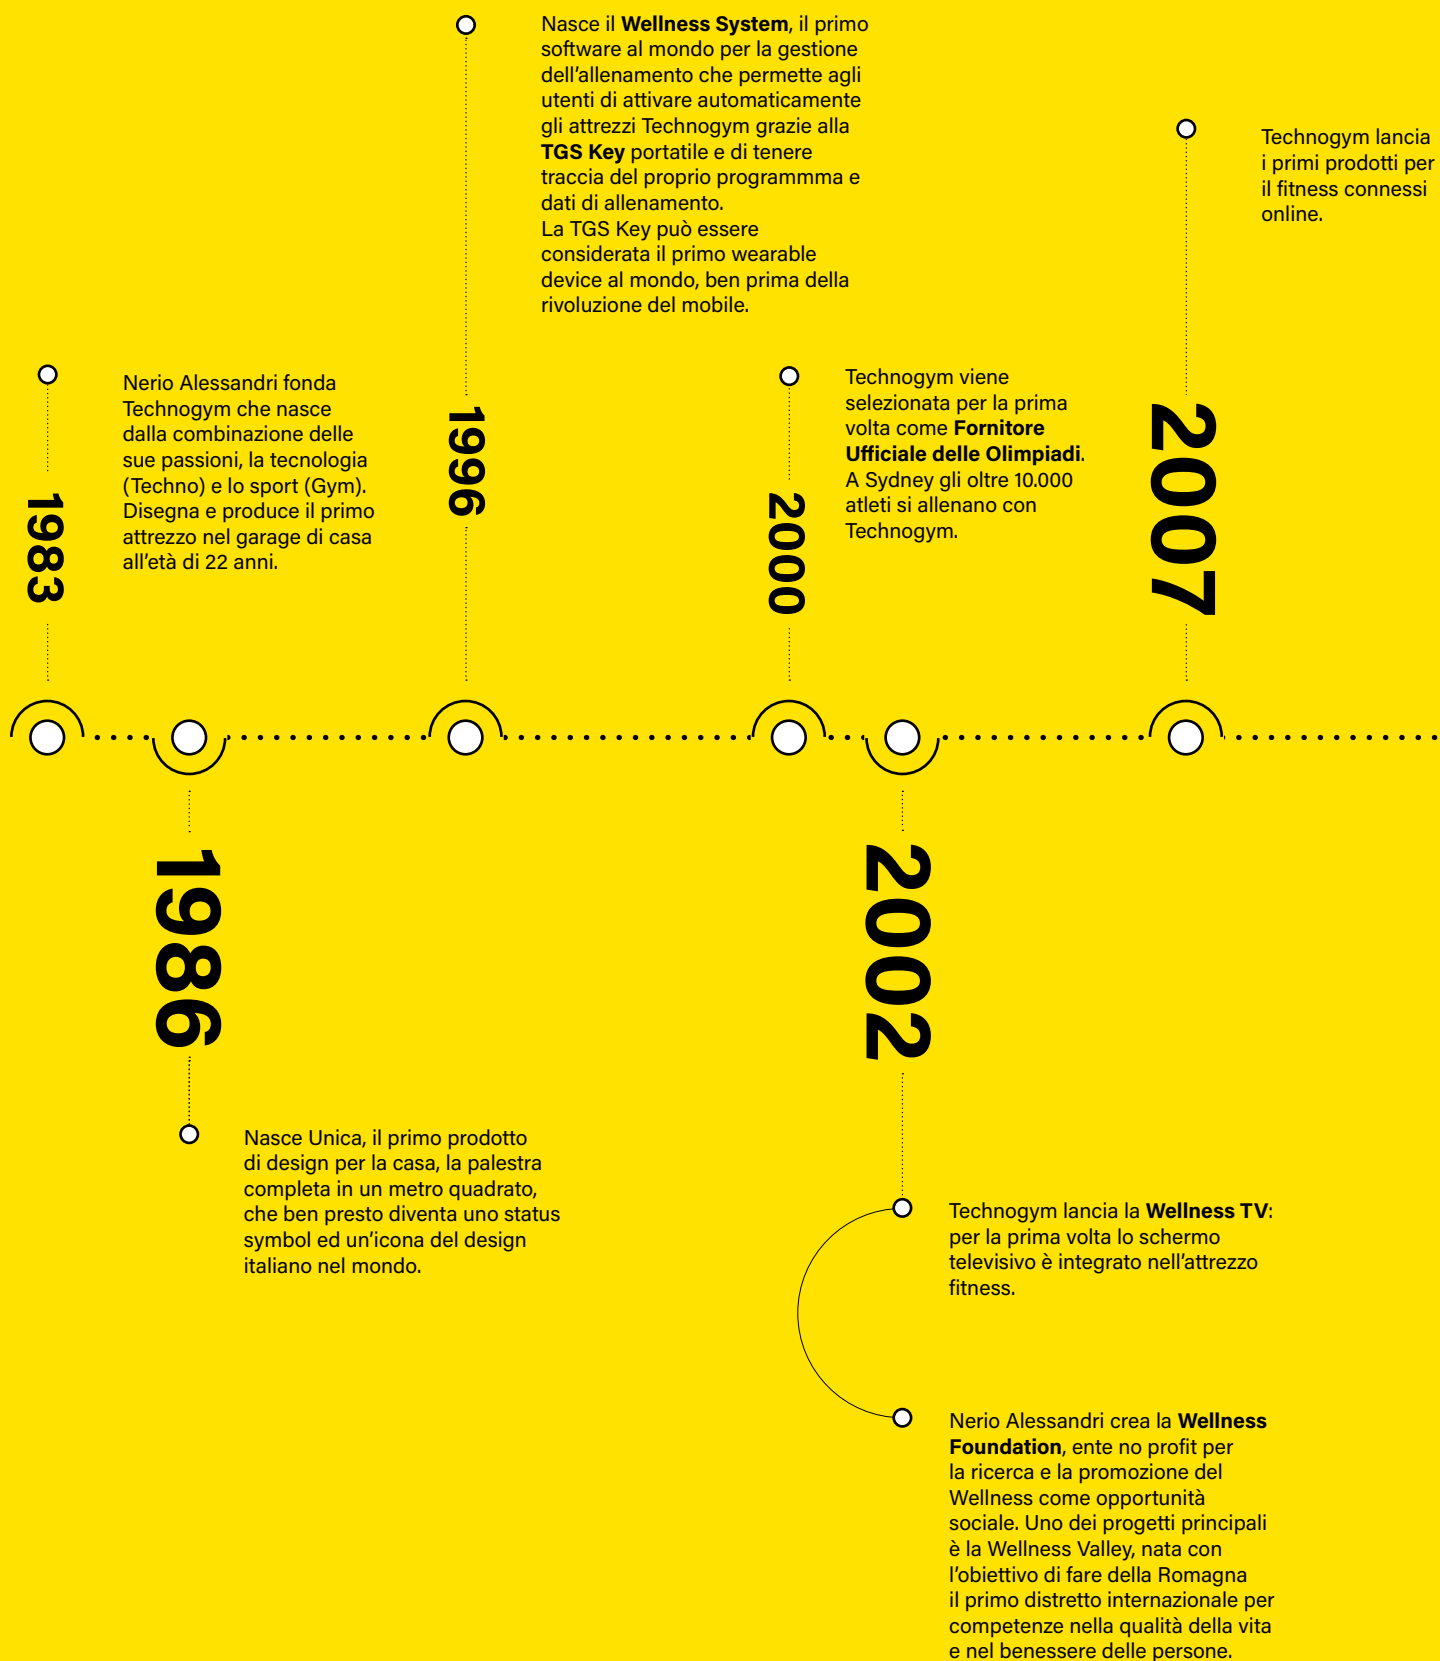 1983
Nerio Alessandri fonda
Technogym che nasce
dalla combinazione delle
sue passioni, la tecnologia
(Techno) e lo sport (Gym).
Disegna e produce il primo
attrezzo nel garage di casa
all'età di 22 anni.
1986
Nasce Unica, il primo prodotto
di design per la casa, la palestra
completa in un metro quadrato,
che ben presto diventa uno status
symbol ed un'icona del design
italiano nel mondo.
1996
Nasce il Wellness System, il primo
software al mondo per la gestione
dell'allenamento che permette agli
utenti di attivare automaticamente
gli attrezzi Technogym grazie alla
TGS Key portatile e di tenere
traccia del proprio programmma e
dati di allenamento.
La TGS Key può essere
considerata il primo wearable
device al mondo, ben prima della
rivoluzione del mobile.
2000
Technogym viene
selezionata per la prima
volta come Fornitore
Ufficiale delle Olimpiadi.
A Sydney gli oltre 10.000
atleti si allenano con
Technogym.
2002
Technogym lancia la Wellness TV:
per la prima volta lo schermo
televisivo è integrato nell'attrezzo
fitness.
Nerio Alessandri crea la Wellness
Foundation, ente no profit per
la ricerca e la promozione del
Wellness come opportunità
sociale. Uno dei progetti principali
è la Wellness Valley, nata con
l'obiettivo di fare della Romagna
il primo distretto internazionale per
competenze nella qualità della vita
e nel benessere delle persone.
2007
Technogym lancia
i primi prodotti per
il fitness connessi
online.